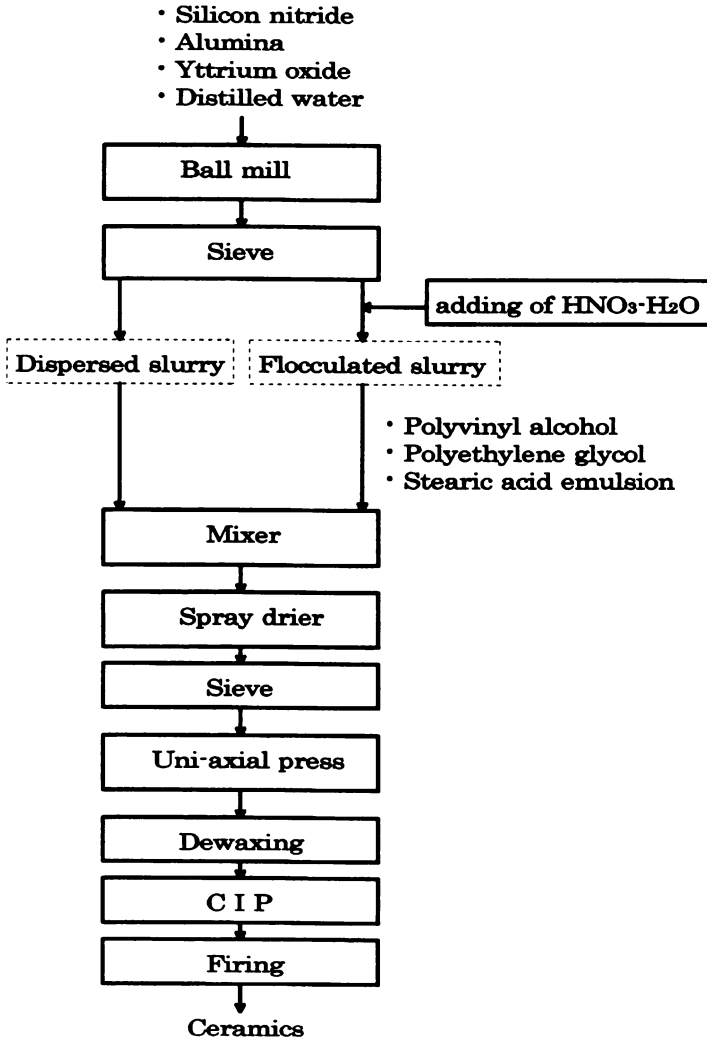 · Silicon nitride
· Alumina
· Yttrium oxide
· Distilled water
Ball mill
Sieve
adding of HNO₃-H₂O
Dispersed slurry
Flocculated slurry
· Polyvinyl alcohol
· Polyethylene glycol
· Stearic acid emulsion
Mixer
Spray drier
Sieve
Uni-axial press
Dewaxing
C I P
Firing
Ceramics